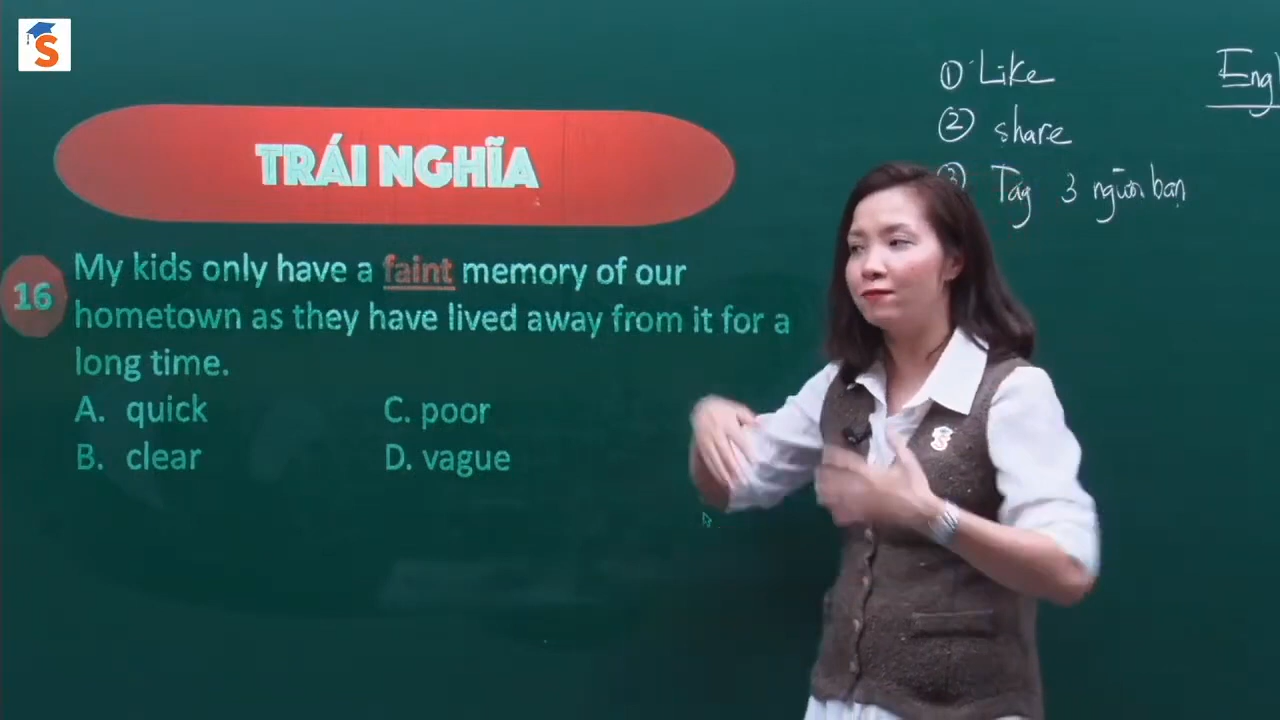 S
TRÁI NGHĨA
16
My kids only have a faint memory of our
hometown as they have lived away from it for a
long time.
A. quick
C. poor
B. clear
D. vague
① Like
② share
③ Tag 3 người bạn
Eng